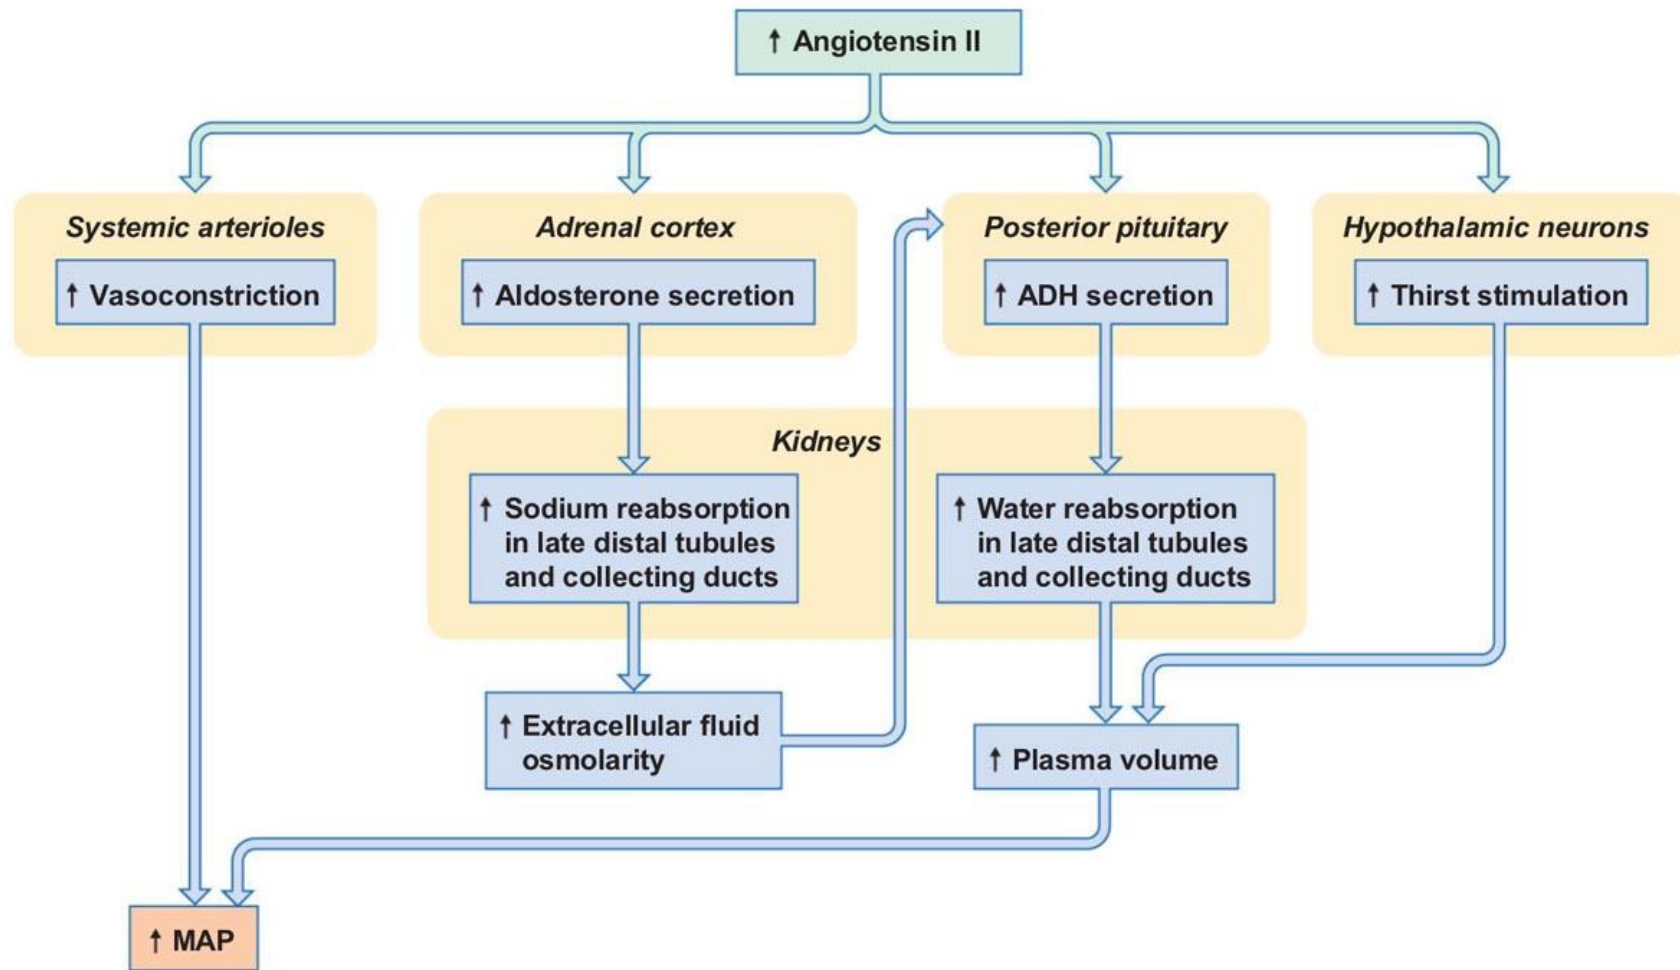 ↑ Angiotensin II
Systemic arterioles
↑ Vasoconstriction
Adrenal cortex
↑ Aldosterone secretion
Posterior pituitary
↑ ADH secretion
Hypothalamic neurons
↑ Thirst stimulation
Kidneys
↑ Sodium reabsorption
in late distal tubules
and collecting ducts
↑ Water reabsorption
in late distal tubules
and collecting ducts
↑ Extracellular fluid
osmolarity
↑ Plasma volume
↑ MAP